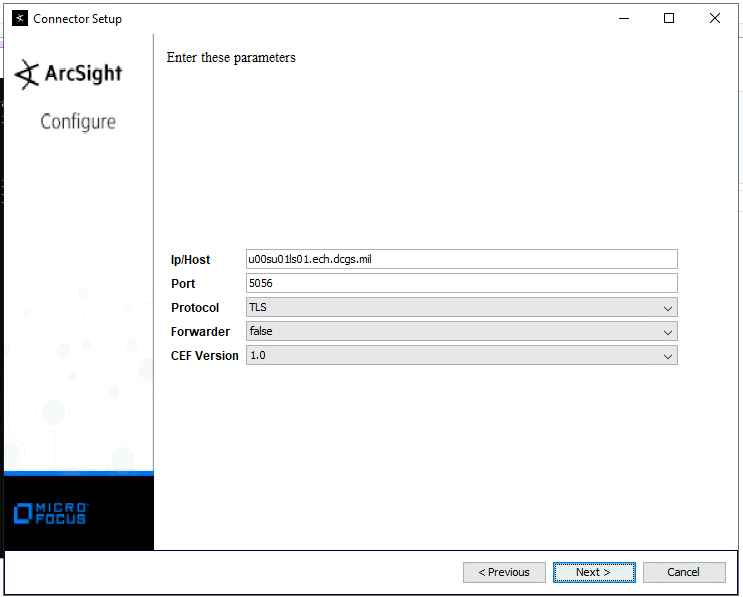 Connector Setup
ArcSight
Configure
Enter these parameters
Ip/Host u00su01ls01.ech.dcgs.mil
Port 5056
Protocol TLS
Forwarder false
CEF Version 1.0
MICRO
FOCUS
< Previous Next > Cancel